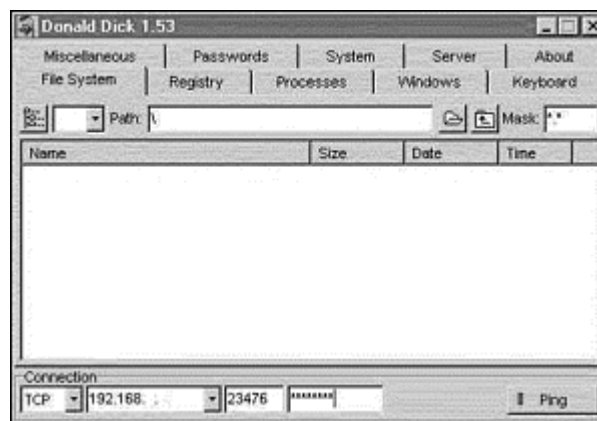 Donald Dick 1.53
Miscellaneous Passwords System Server About
File System Registry Processes Windows Keyboard
Path: \ Mask: *.*
Name Size Date Time
Connection
TCP 192.168. 23476 ******** Ping